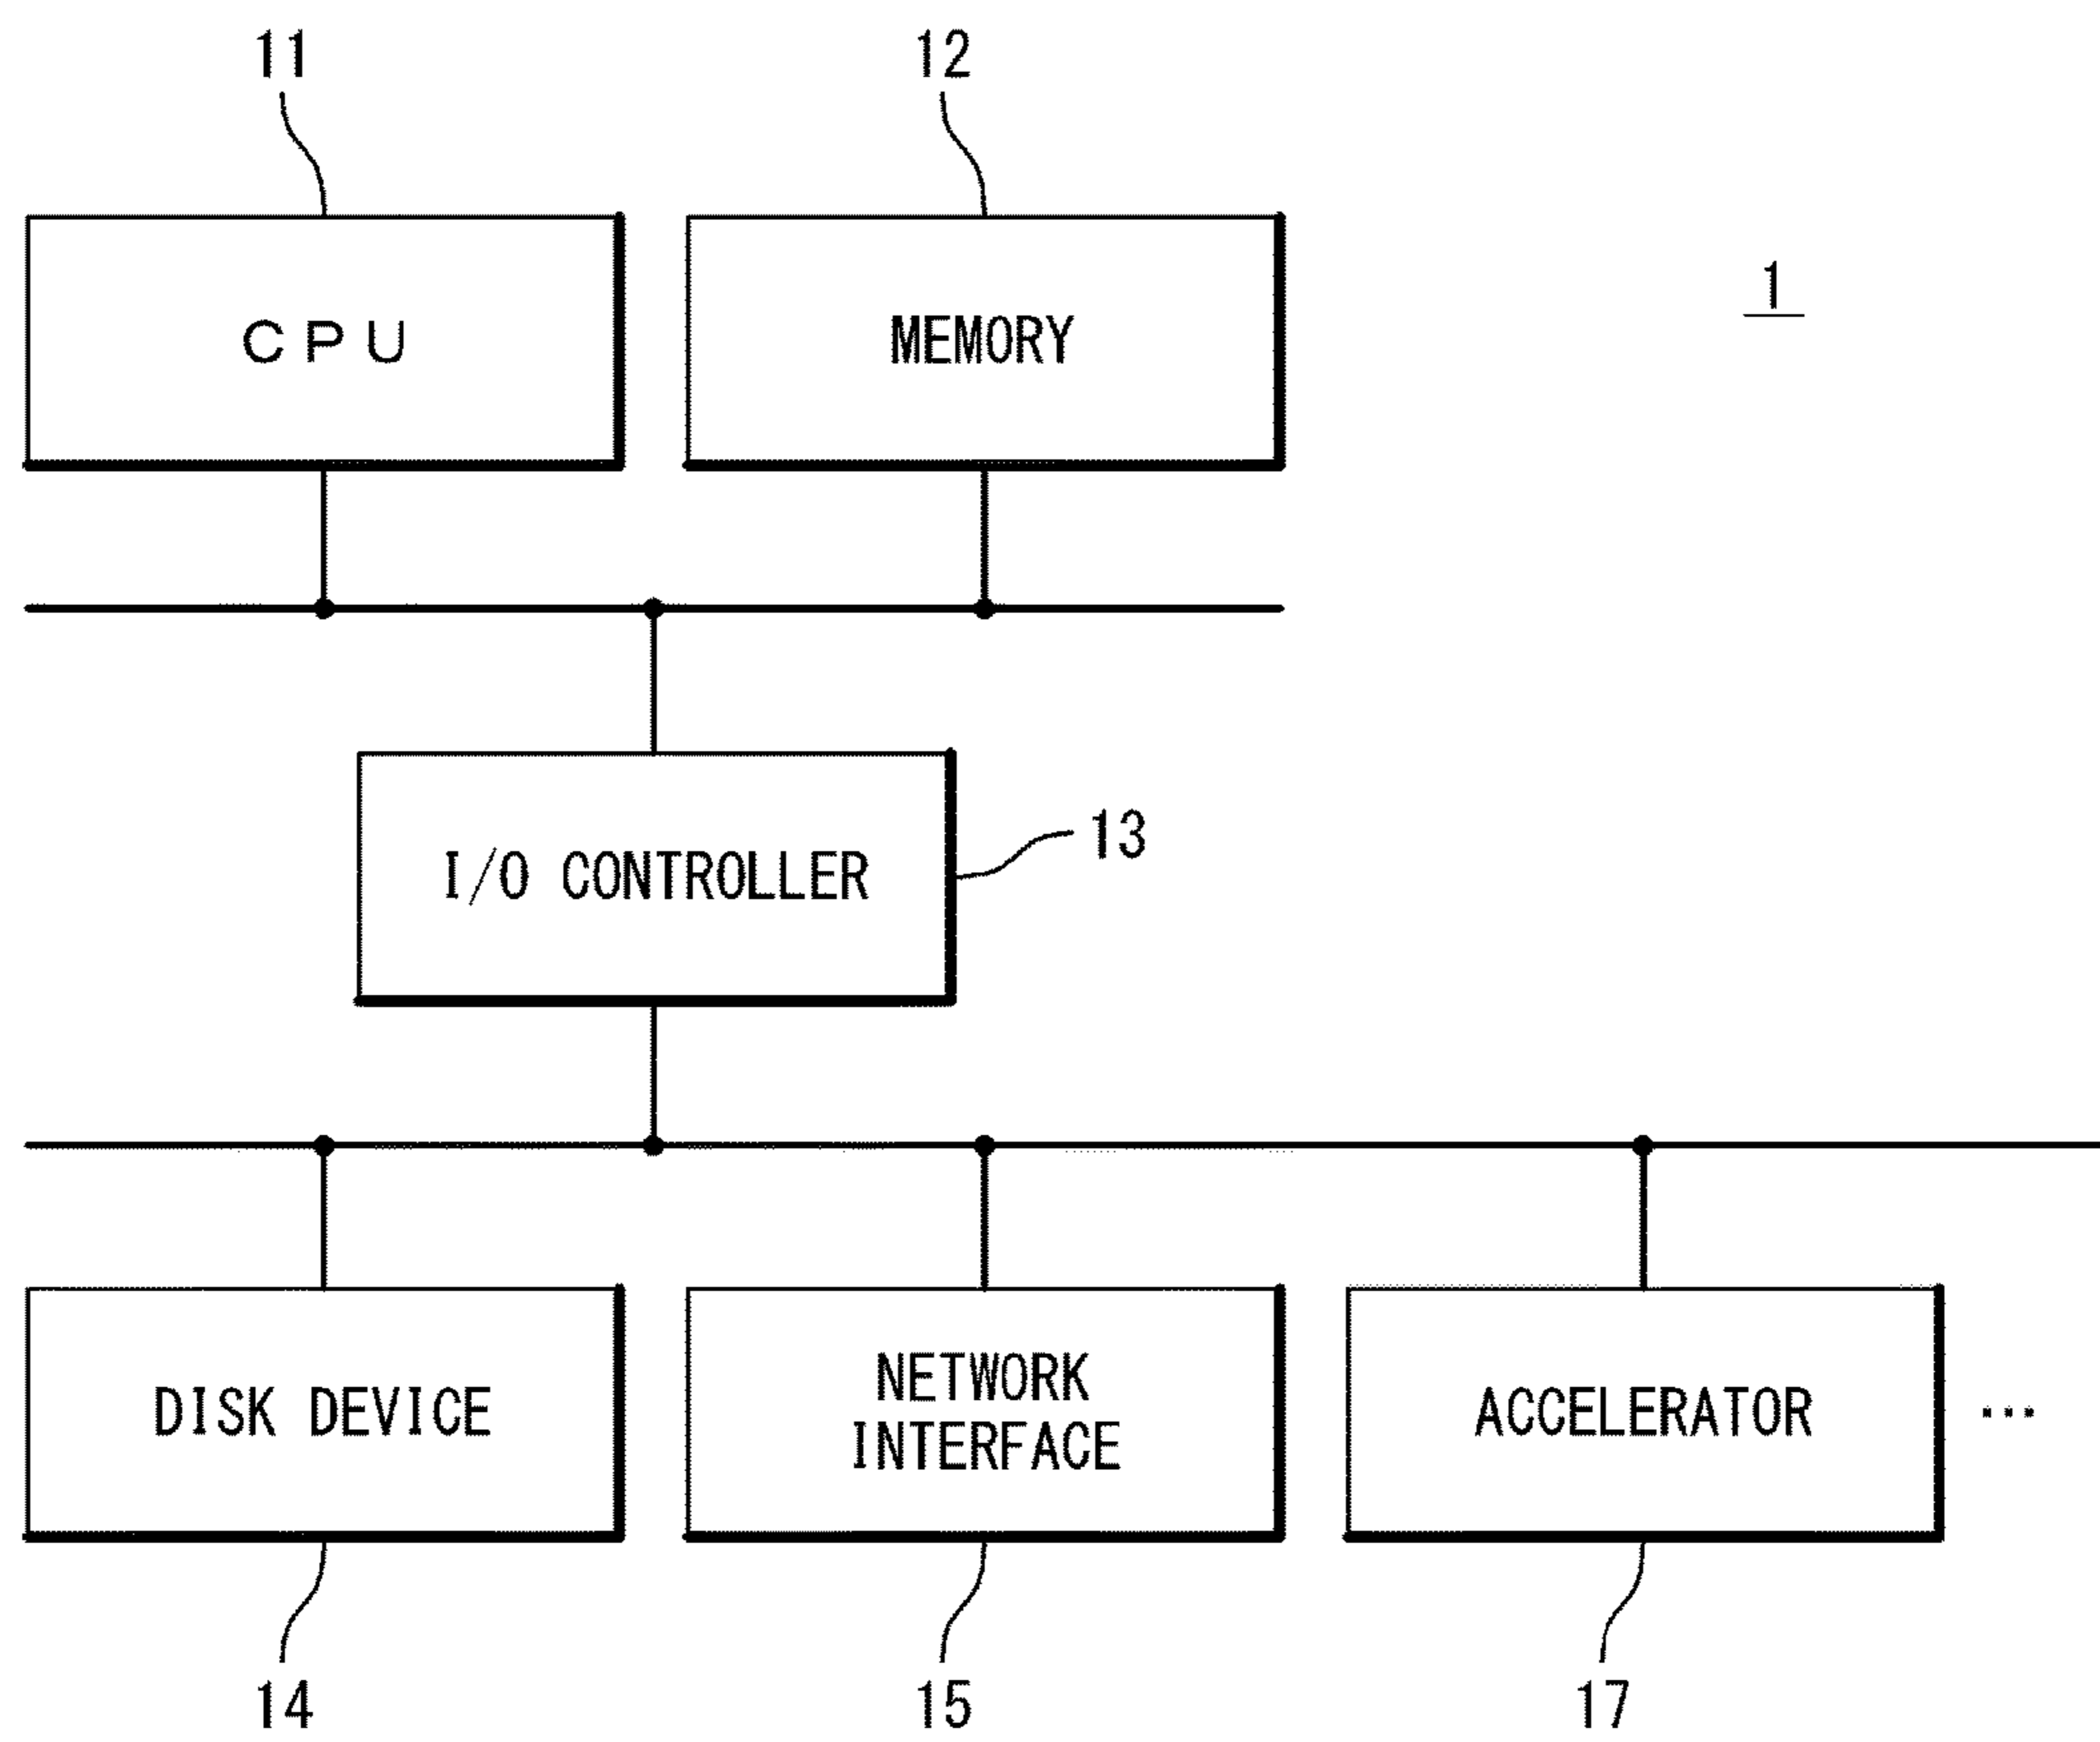 11
12
CPU
MEMORY
1
I/O CONTROLLER
13
DISK DEVICE
NETWORK
INTERFACE
ACCELERATOR
...
14
15
17